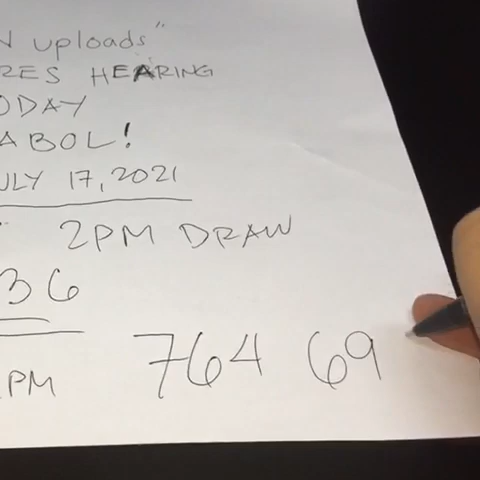 N uploads"
RES HEARING
ODAY
ABOL!
ULY 17, 2021
2PM DRAW
36
PM 764 69